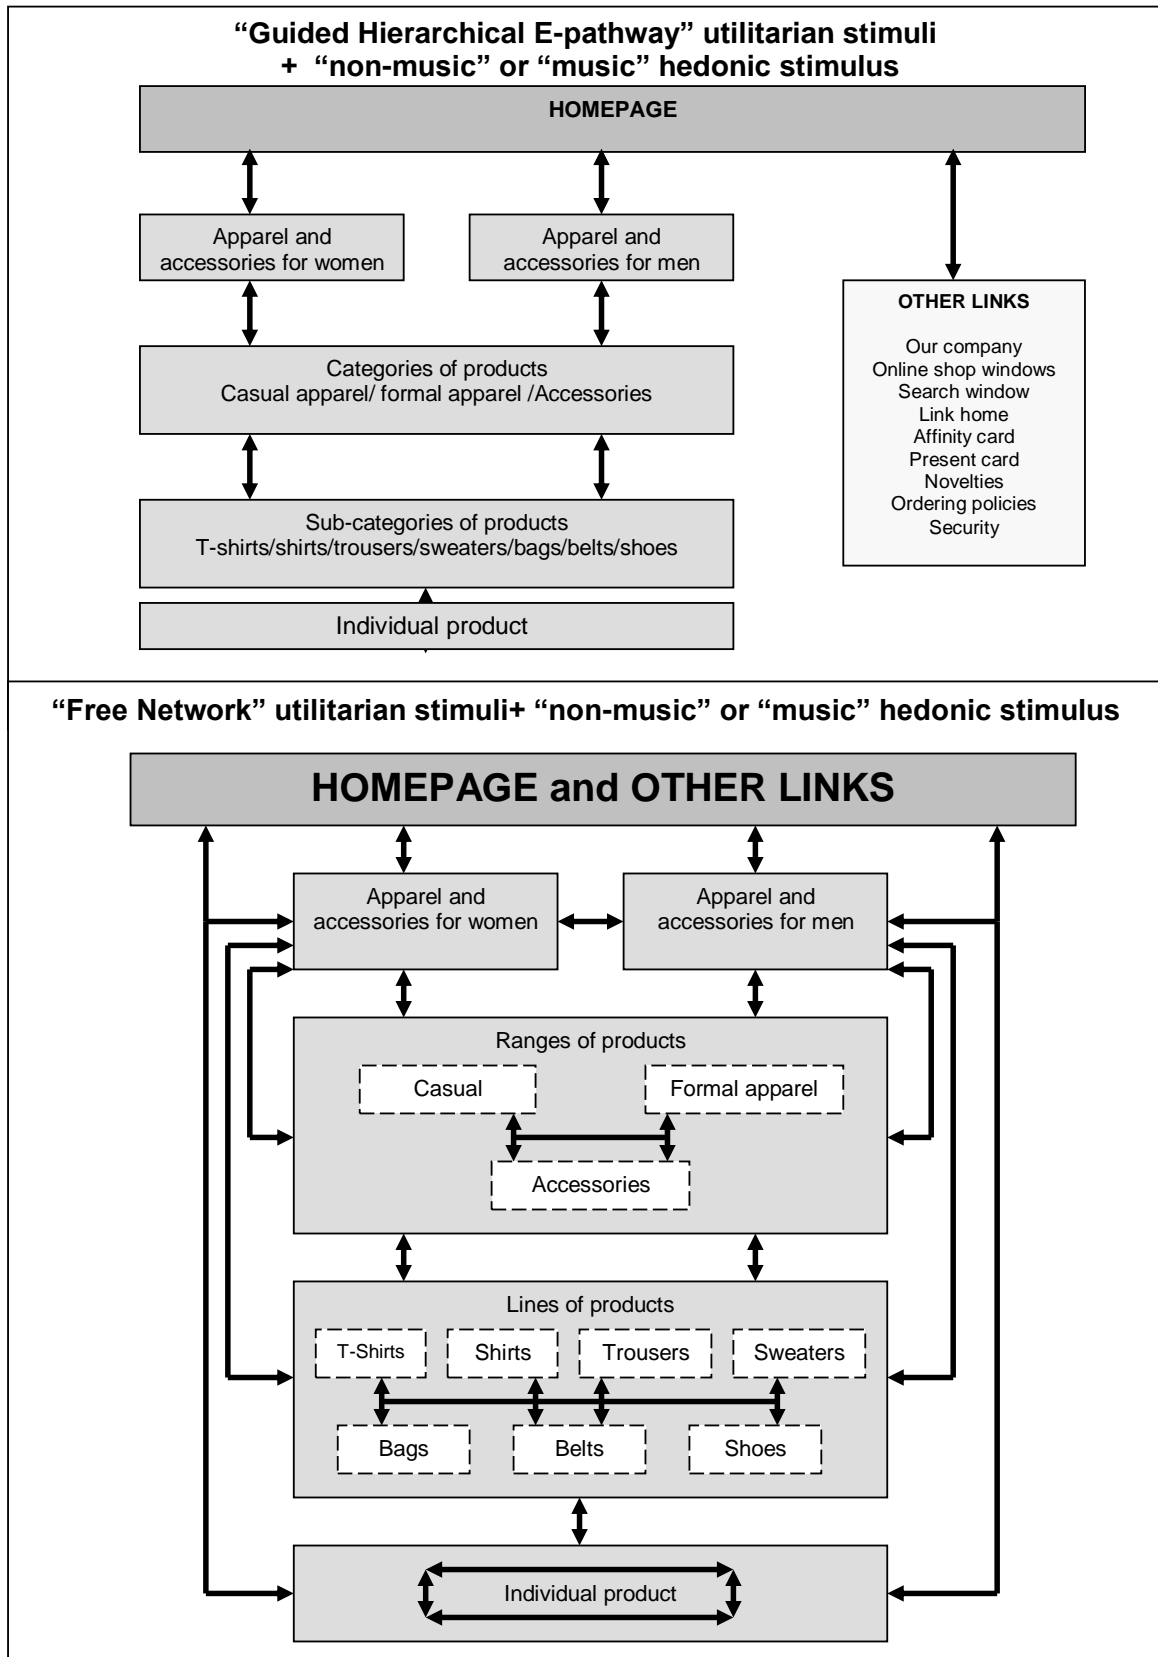 “Guided Hierarchical E-pathway” utilitarian stimuli
+ “non-music” or “music” hedonic stimulus
HOMEPAGE
Apparel and
accessories for women
Apparel and
accessories for men
Categories of products
Casual apparel/ formal apparel /Accessories
Sub-categories of products
T-shirts/shirts/trousers/sweaters/bags/belts/shoes
Individual product
OTHER LINKS
Our company
Online shop windows
Search window
Link home
Affinity card
Present card
Novelties
Ordering policies
Security
“Free Network” utilitarian stimuli+ “non-music” or “music” hedonic stimulus
HOMEPAGE and OTHER LINKS
Apparel and
accessories for women
Apparel and
accessories for men
Ranges of products
Casual
Formal apparel
Accessories
Lines of products
T-Shirts
Shirts
Trousers
Sweaters
Bags
Belts
Shoes
Individual product